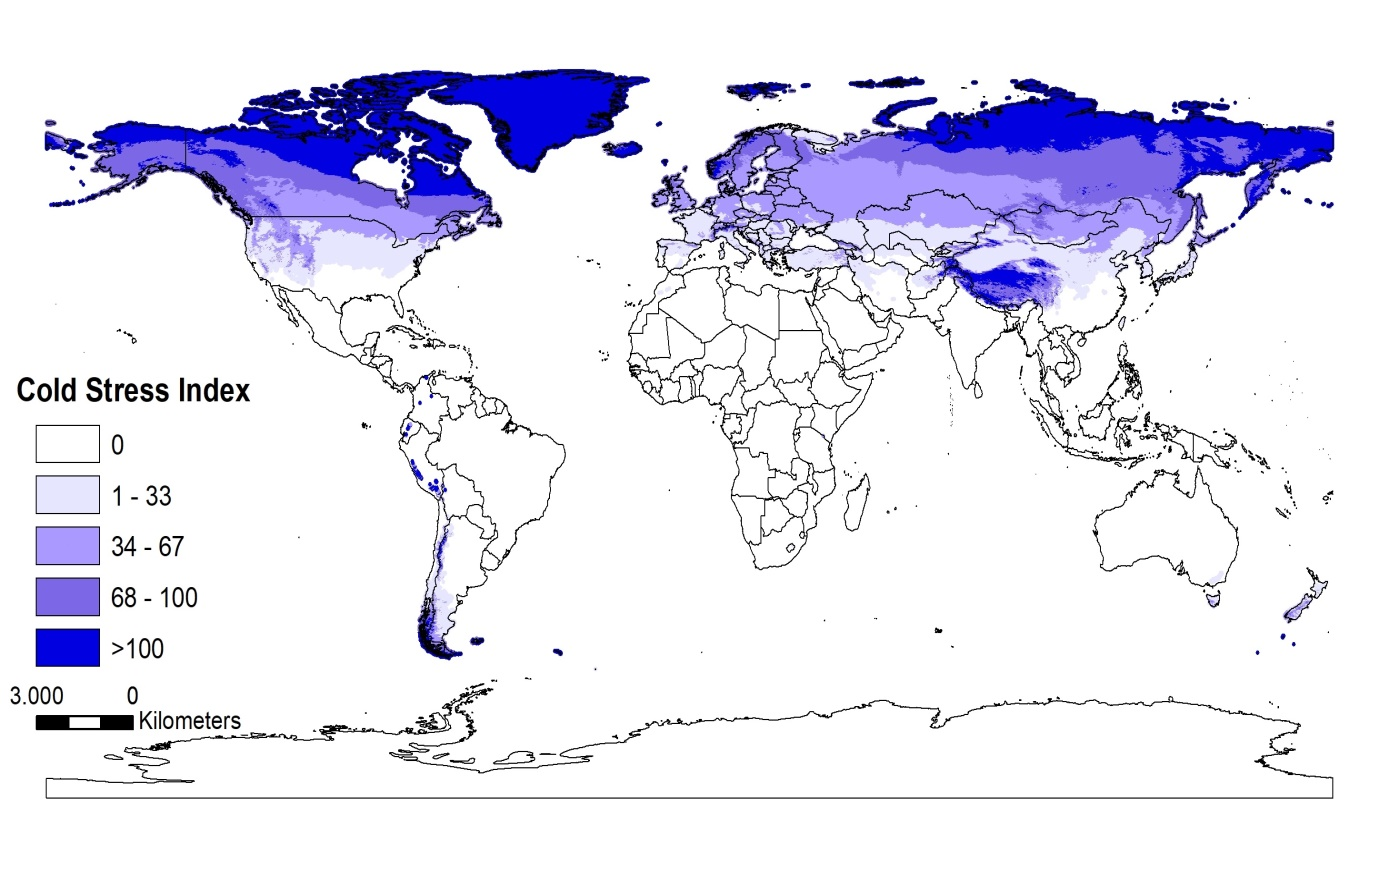 Cold Stress Index
0
1 - 33
34 - 67
68 - 100
>100
3.000 0
Kilometers